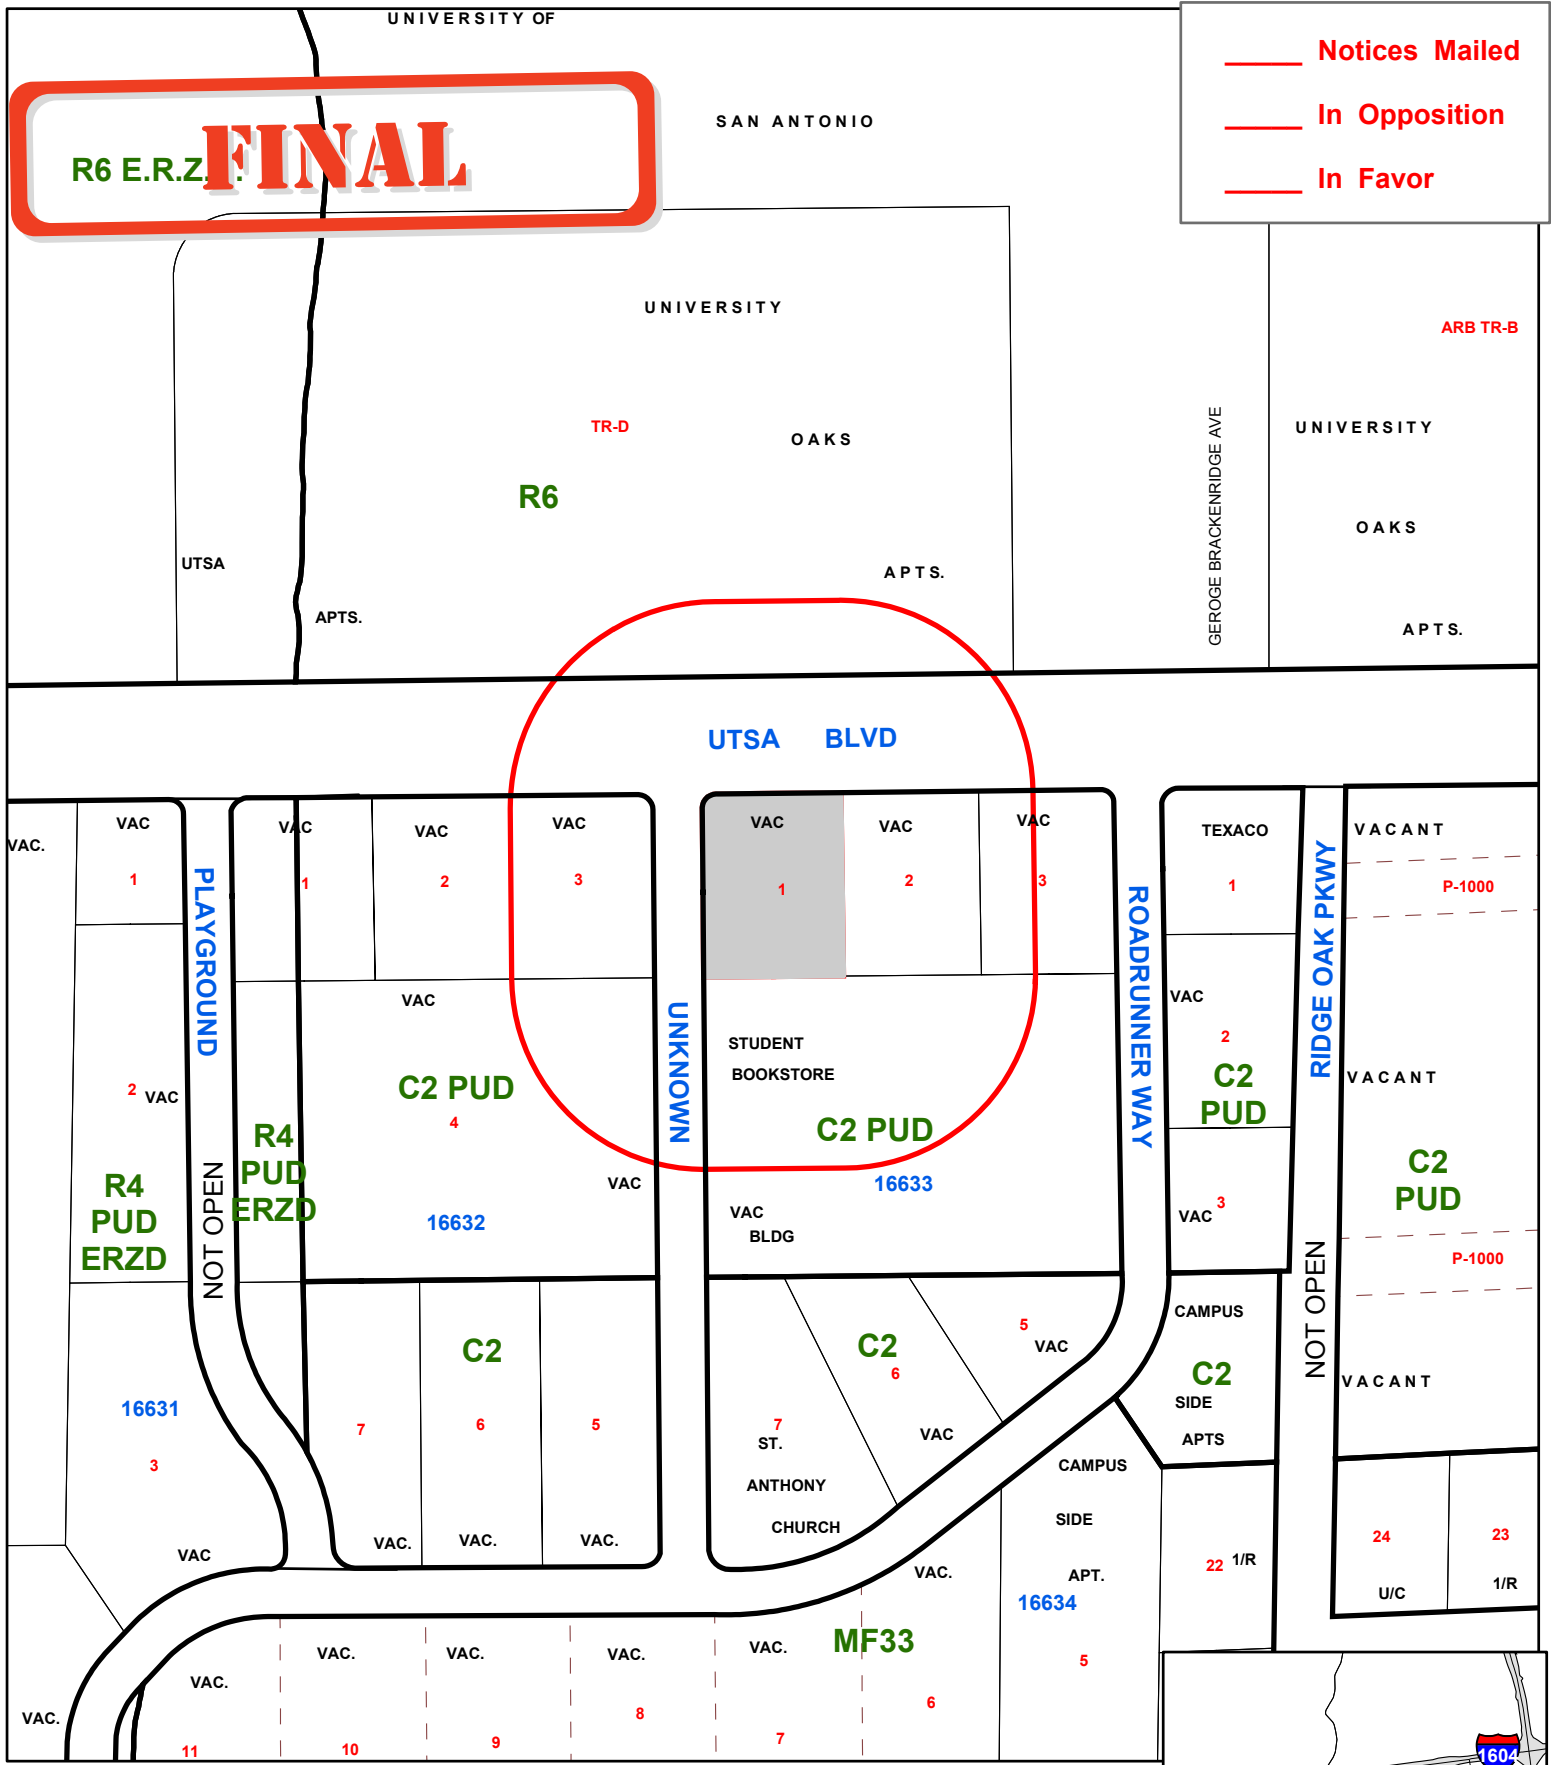 UNIVERSITY OF
____ Notices Mailed
____ In Opposition
____ In Favor
SAN ANTONIO
R6 E.R.Z.
FINAL
UNIVERSITY
ARB TR-B
TR-D
OAKS
UNIVERSITY
R6
GEROGE BRACKENRIDGE AVE
OAKS
UTSA
APTS.
APTS.
APTS.
UTSA BLVD
VAC.
VAC
1
PLAYGROUND
NOT OPEN
VAC
1
VAC
2
VAC
3
VAC
1
VAC
2
VAC
3
TEXACO
1
VACANT
P-1000
ROADRUNNER WAY
RIDGE OAK PKWY
NOT OPEN
UNKNOWN
VAC
2
VAC
R4
PUD
ERZD
R4
PUD
ERZD
C2 PUD
4
VAC
16632
STUDENT
BOOKSTORE
C2 PUD
16633
VAC
BLDG
VAC
2
C2
PUD
VAC
3
VACANT
C2
PUD
P-1000
VACANT
16631
3
VAC
7
VAC.
C2
6
VAC.
5
VAC.
7
ST.
ANTHONY
CHURCH
C2
6
VAC
5
VAC
CAMPUS
C2
SIDE
APTS
CAMPUS
SIDE
APT.
16634
5
22 1/R
24
U/C
23
1/R
VAC.
VAC.
11
VAC.
10
VAC.
9
VAC.
8
VAC.
7
VAC.
MF33
6
1604